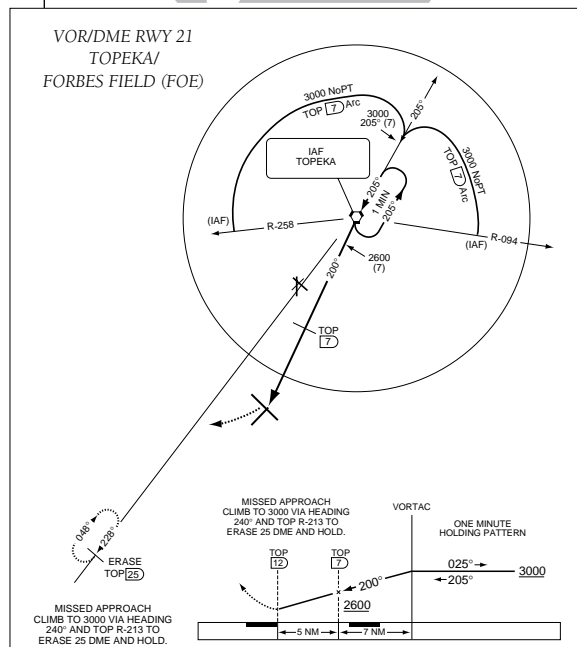 VOR/DME RWY 21
TOPEKA/
FORBES FIELD (FOE)
3000 NoPT
TOP 7 Arc
3000
205° (7)
205°
3000 NoPT
TOP 7 Arc
IAF
TOPEKA
205°
1 MIN
205°
(IAF)
R-258
(IAF)
R-094
2600
(7)
200°
TOP
7
048°
228°
ERASE
TOP 25
MISSED APPROACH
CLIMB TO 3000 VIA HEADING
240° AND TOP R-213 TO
ERASE 25 DME AND HOLD.
MISSED APPROACH
CLIMB TO 3000 VIA HEADING
240° AND TOP R-213 TO
ERASE 25 DME AND HOLD.
VORTAC
ONE MINUTE
HOLDING PATTERN
TOP
12
TOP
7
025°
205°
3000
200°
2600
5 NM
7 NM